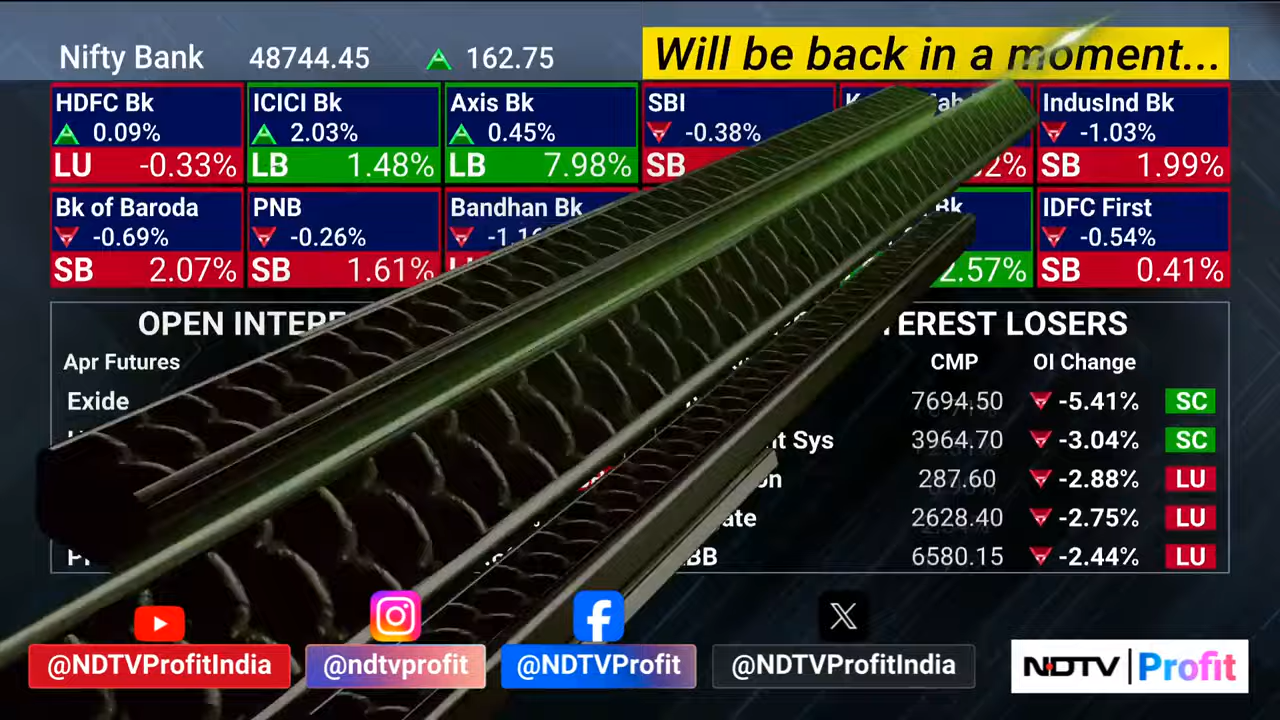 Nifty Bank 48744.45 162.75
Will be back in a moment...
HDFC Bk ICICI Bk Axis Bk SBI IndusInd Bk
0.09% 2.03% 0.45% -0.38% -1.03%
LU -0.33% LB 1.48% LB 7.98% SB SB 1.99%
Bk of Baroda PNB Bandhan Bk Bk IDFC First
-0.69% -0.26% -0.54%
SB 2.07% SB 1.61% 2.57% SB 0.41%
OPEN LOSERS
Apr Futures CMP OI Change
Exide 7694.50 -5.41% SC
Sys 3964.70 -3.04% SC
287.60 -2.88% LU
2628.40 -2.75% LU
6580.15 -2.44% LU
@NDTVProfitIndia @ndtvprofit @NDTVProfit @NDTVProfitIndia
NDTV Profit